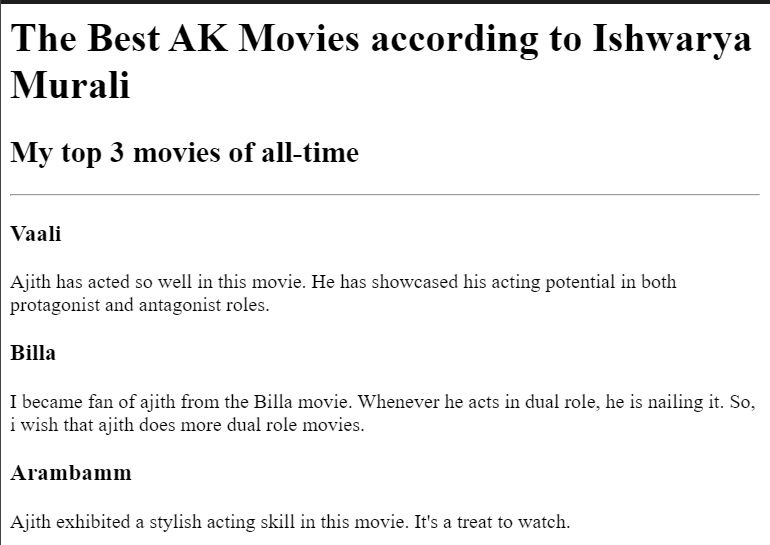 The Best AK Movies according to Ishwarya
Murali
My top 3 movies of all-time
Vaali
Ajith has acted so well in this movie. He has showcased his acting potential in both
protagonist and antagonist roles.
Billa
I became fan of ajith from the Billa movie. Whenever he acts in dual role, he is nailing it. So,
i wish that ajith does more dual role movies.
Arambamm
Ajith exhibited a stylish acting skill in this movie. It's a treat to watch.